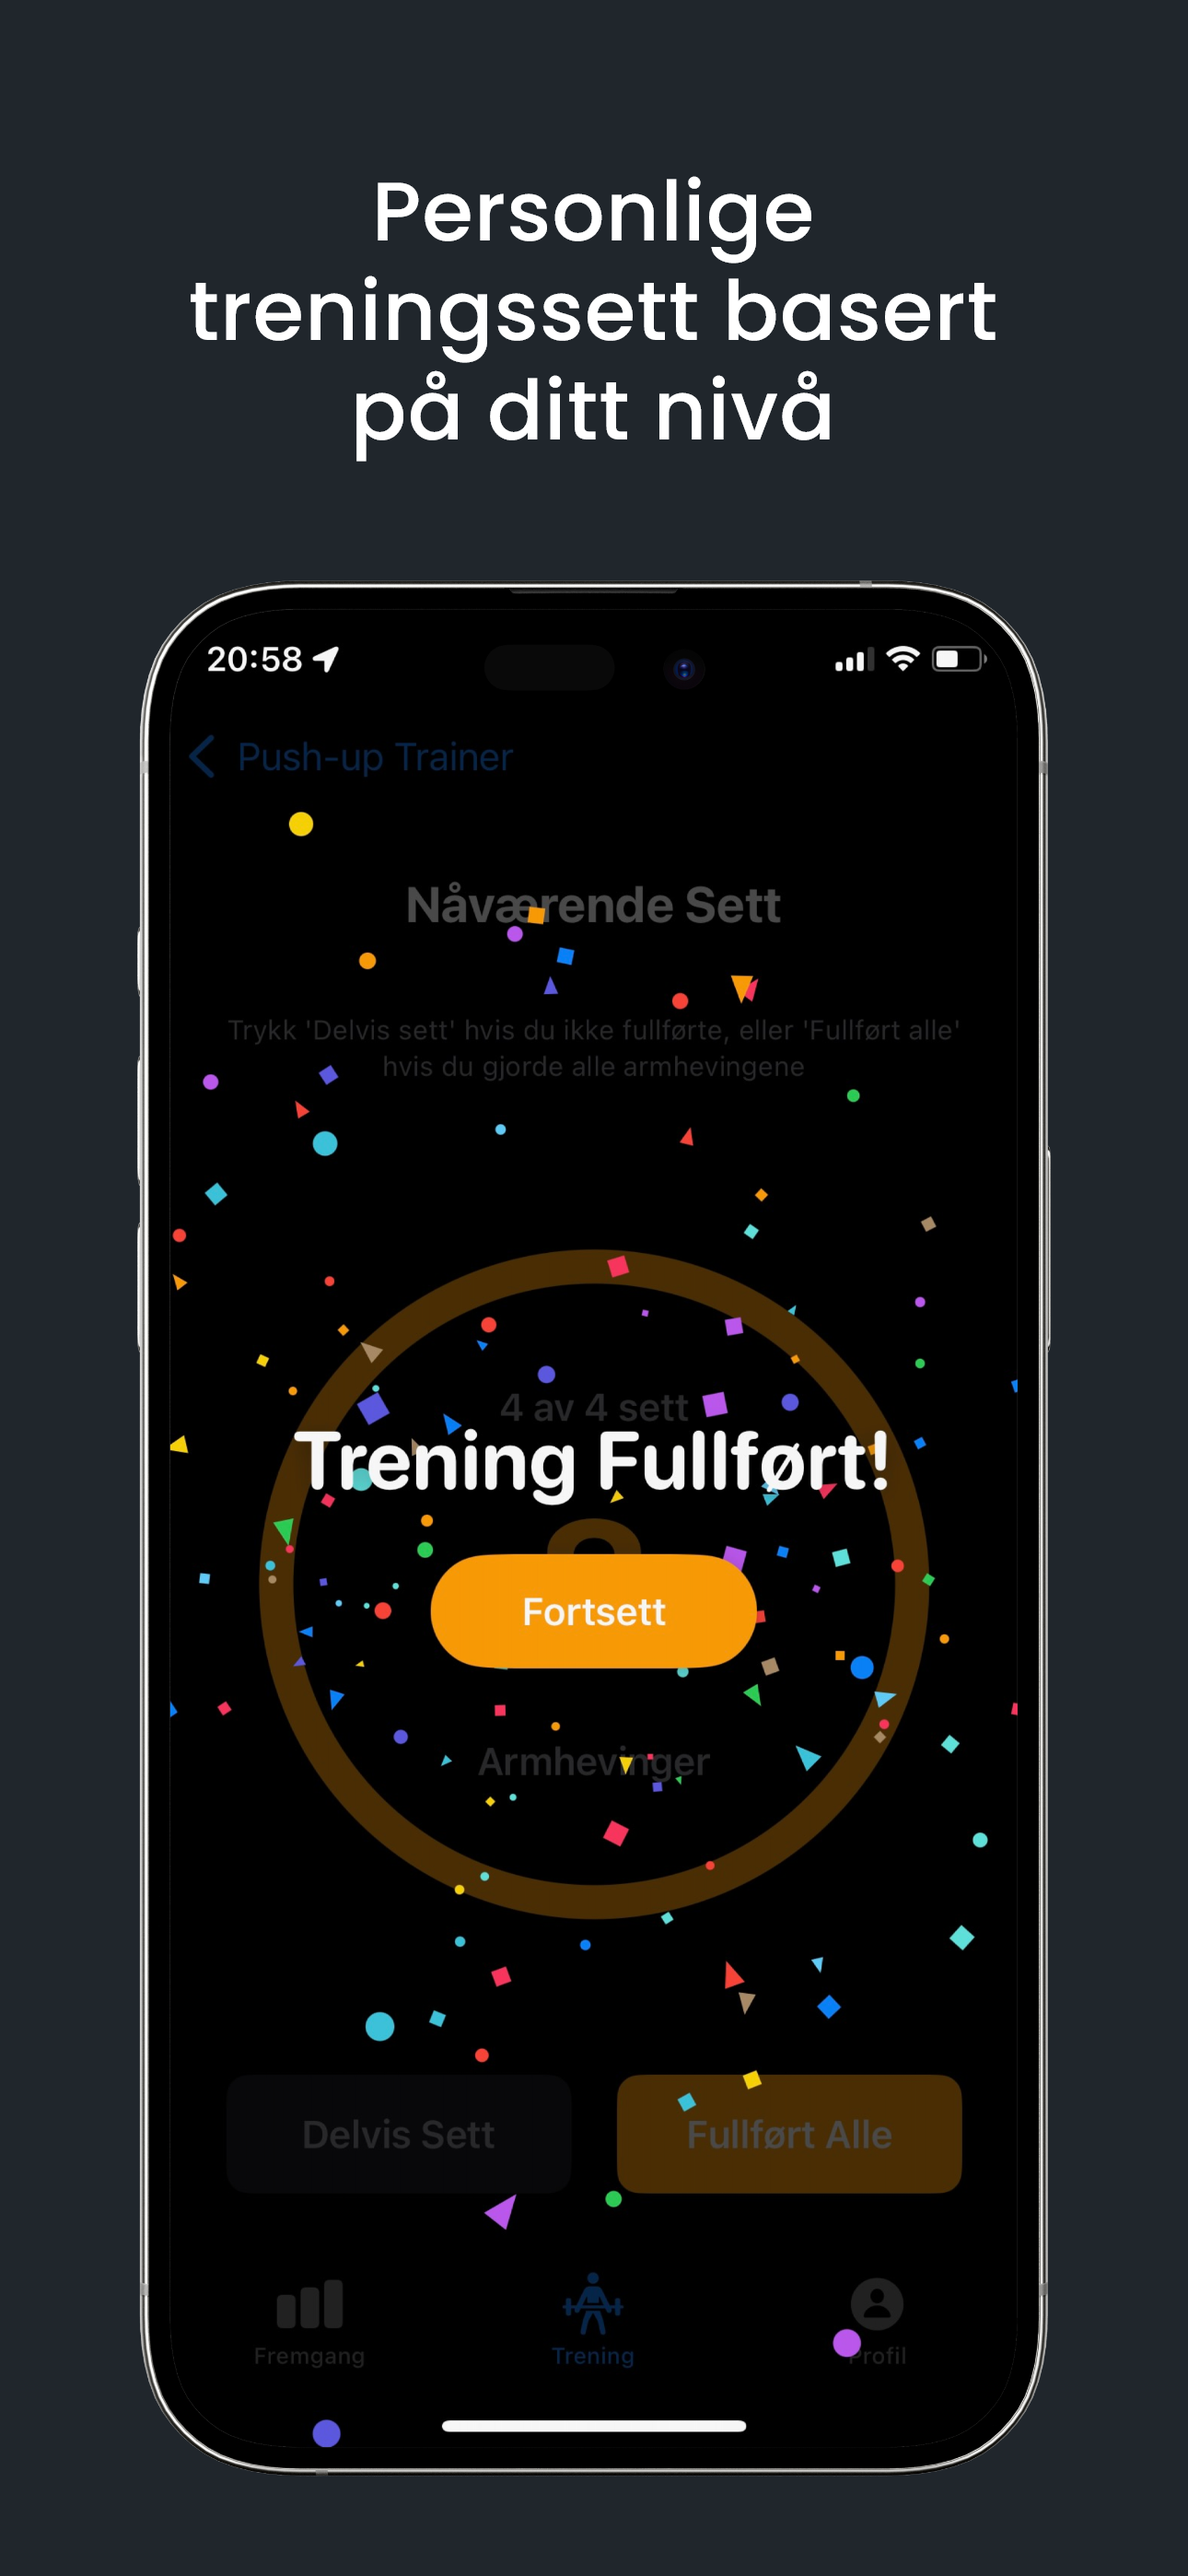 Personlige
treningssett basert
på ditt nivå
20:58
Push-up Trainer
Nåværende Sett
Trykk 'Delvis sett' hvis du ikke fullførte, eller 'Fullført alle'
hvis du gjorde alle armhevingene
4 av 4 sett
Trening Fullført!
Fortsett
Armhevinger
Delvis Sett
Fullført Alle
Fremgang
Trening
Profil